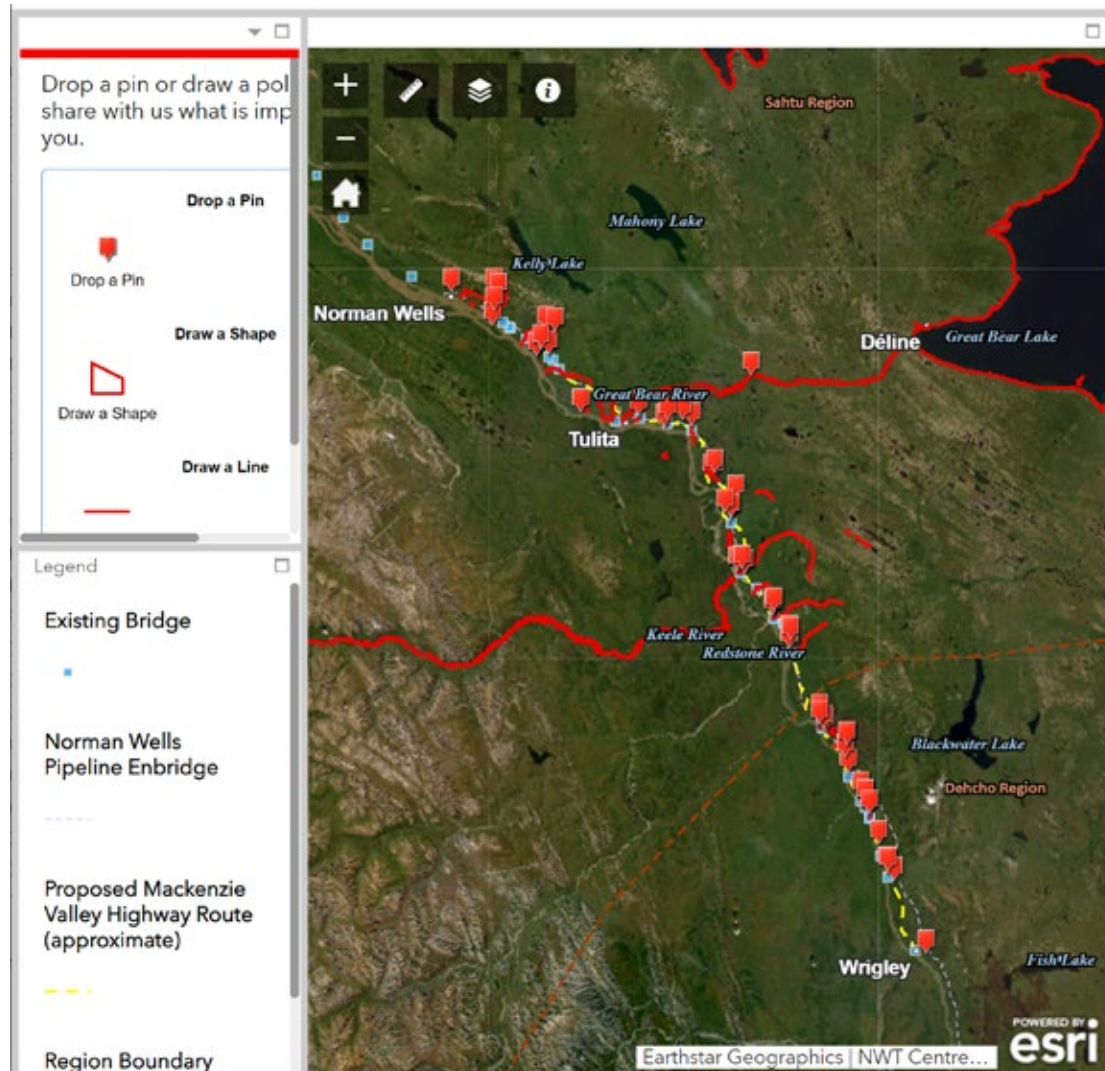 Drop a pin or draw a pol
share with us what is imp
you.
Drop a Pin
Drop a Pin
Draw a Shape
Draw a Shape
Draw a Line
Legend
Existing Bridge
Norman Wells
Pipeline Enbridge
Proposed Mackenzie
Valley Highway Route
(approximate)
Region Boundary
Sahtu Region
Mahony Lake
Kelly Lake
Norman Wells
Déline
Great Bear Lake
Great Bear River
Tulita
Keele River
Redstone River
Blackwater Lake
Dehcho Region
Wrigley
Fish Lake
POWERED BY
esri
Earthstar Geographics | NWT Centre...